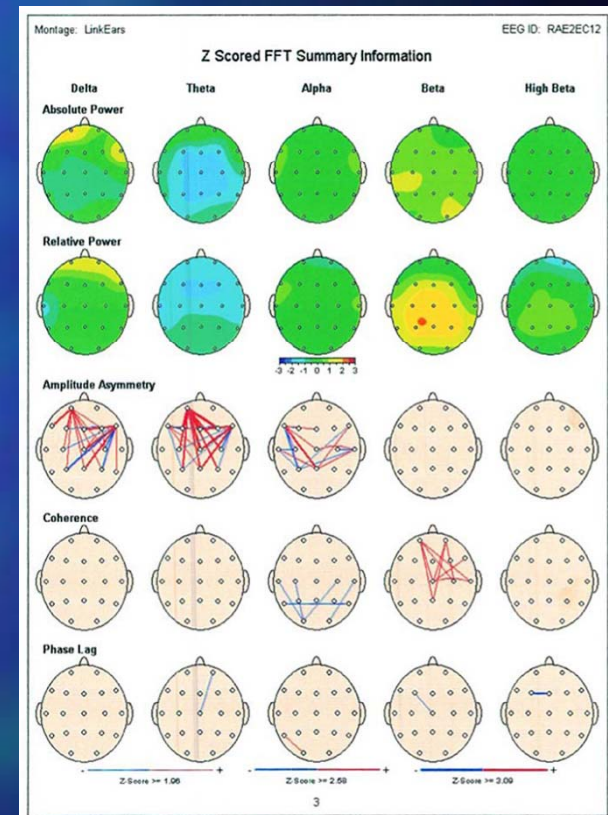 Montage: LinkEars EEG ID: RAE2EC12
Z Scored FFT Summary Information
Delta Theta Alpha Beta High Beta
Absolute Power
Relative Power
-3 -2 -1 0 1 2 3
Amplitude Asymmetry
Coherence
Phase Lag
- + - + - +
Z-Score >= 1.96 Z-Score >= 2.58 Z-Score >= 3.09
3